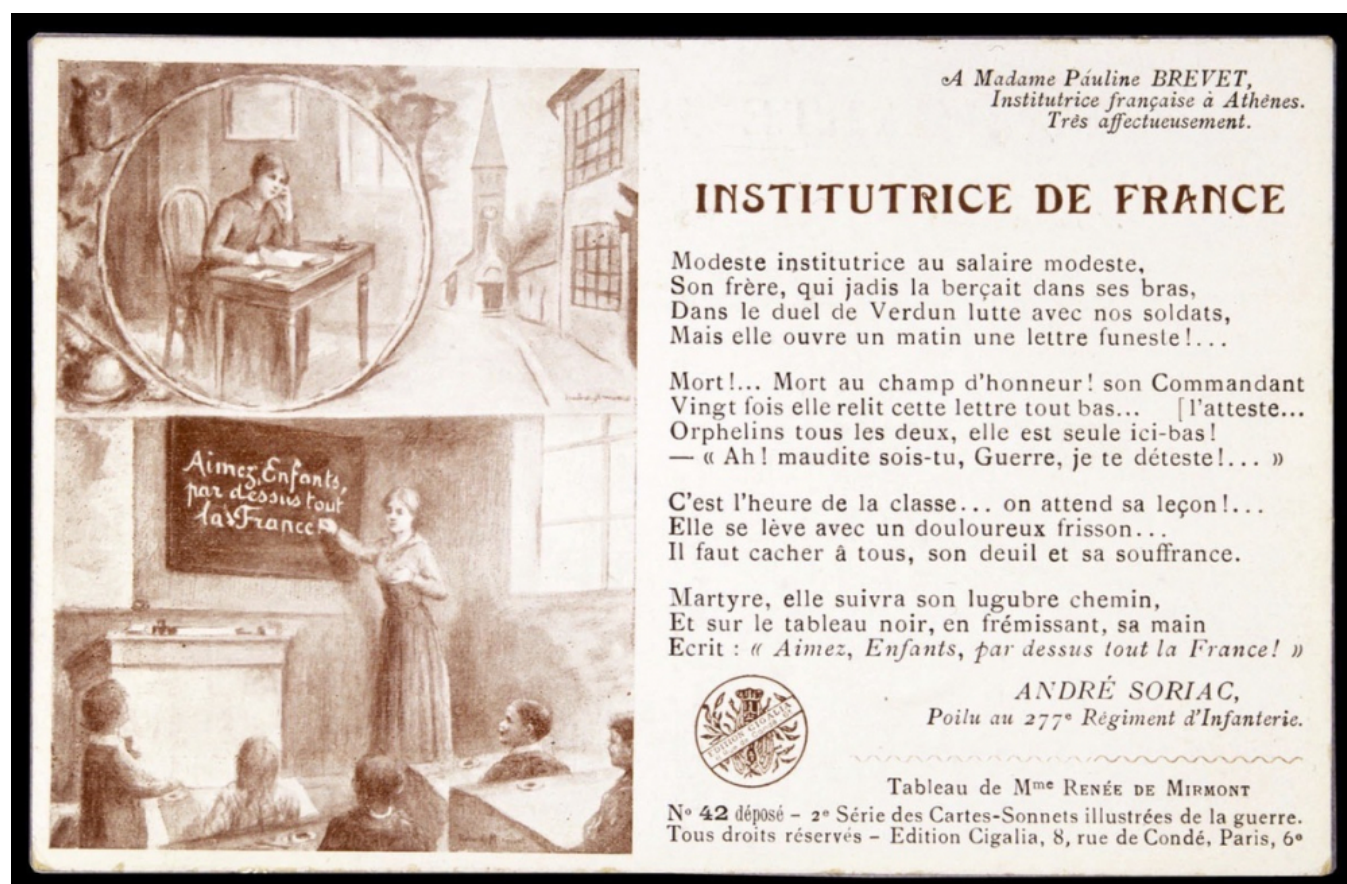 Aimez, Enfants,
par dessus tout
la France!
A Madame Pauline BREVET,
Institutrice française à Athènes.
Très affectueusement.
INSTITUTRICE DE FRANCE
Modeste institutrice au salaire modeste,
Son frère, qui jadis la berçait dans ses bras,
Dans le duel de Verdun lutte avec nos soldats,
Mais elle ouvre un matin une lettre funeste!...
Mort!... Mort au champ d'honneur! son Commandant
Vingt fois elle relit cette lettre tout bas... [l'atteste...
Orphelins tous les deux, elle est seule ici-bas!
— « Ah! maudite sois-tu, Guerre, je te déteste!... »
C'est l'heure de la classe... on attend sa leçon!...
Elle se lève avec un douloureux frisson...
Il faut cacher à tous, son deuil et sa souffrance.
Martyre, elle suivra son lugubre chemin,
Et sur le tableau noir, en frémissant, sa main
Ecrit : « Aimez, Enfants, par dessus tout la France! »
ANDRÉ SORIAC,
Poilu au 277e Régiment d'Infanterie.
EDITION CIGALIA
Tableau de Mme RENÉE DE MIRMONT
No 42 déposé – 2e Série des Cartes-Sonnets illustrées de la guerre.
Tous droits réservés – Edition Cigalia, 8, rue de Condé, Paris, 6e